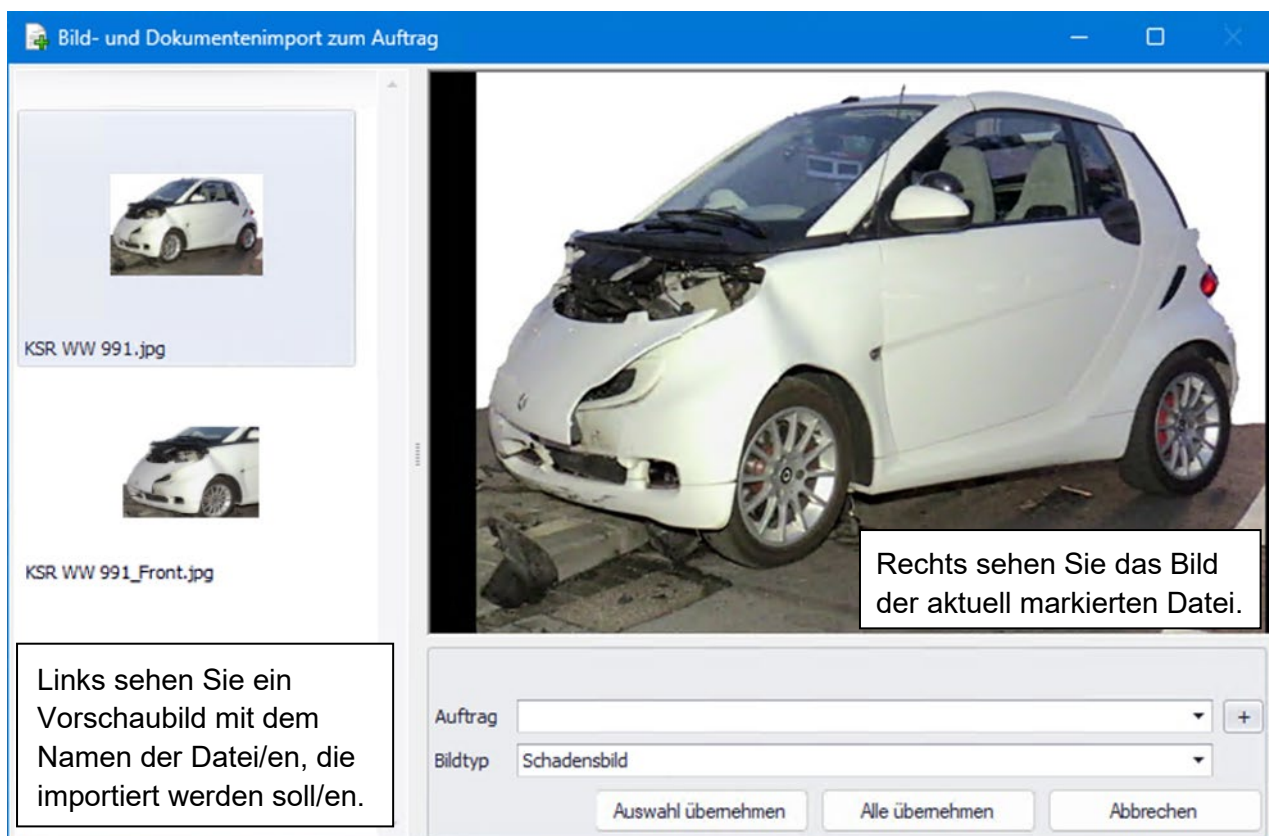 Bild- und Dokumentenimport zum Auftrag
KSR WW 991.jpg
KSR WW 991_Front.jpg
Links sehen Sie ein
Vorschaubild mit dem
Namen der Datei/en, die
importiert werden soll/en.
Rechts sehen Sie das Bild
der aktuell markierten Datei.
Auftrag
+
Bildtyp Schadensbild
Auswahl übernehmen Alle übernehmen Abbrechen